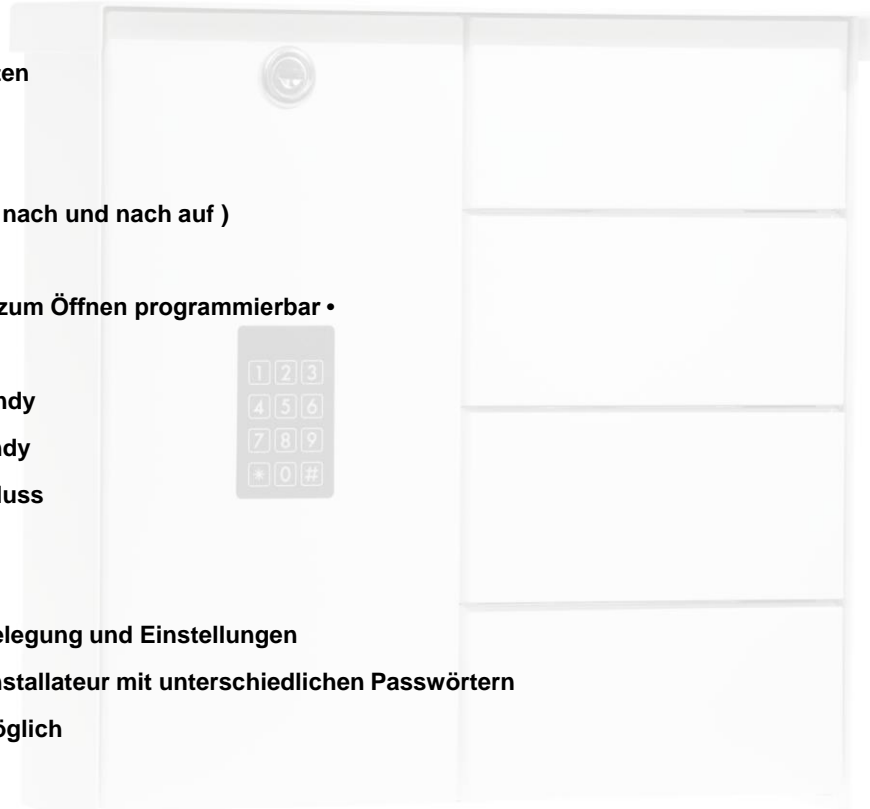 ten
nach und nach auf )
zum Öffnen programmierbar •
ndy
ndy
luss
elegung und Einstellungen
nstallateur mit unterschiedlichen Passwörtern
öglich
1 2 3
4 5 6
7 8 9
* 0 #